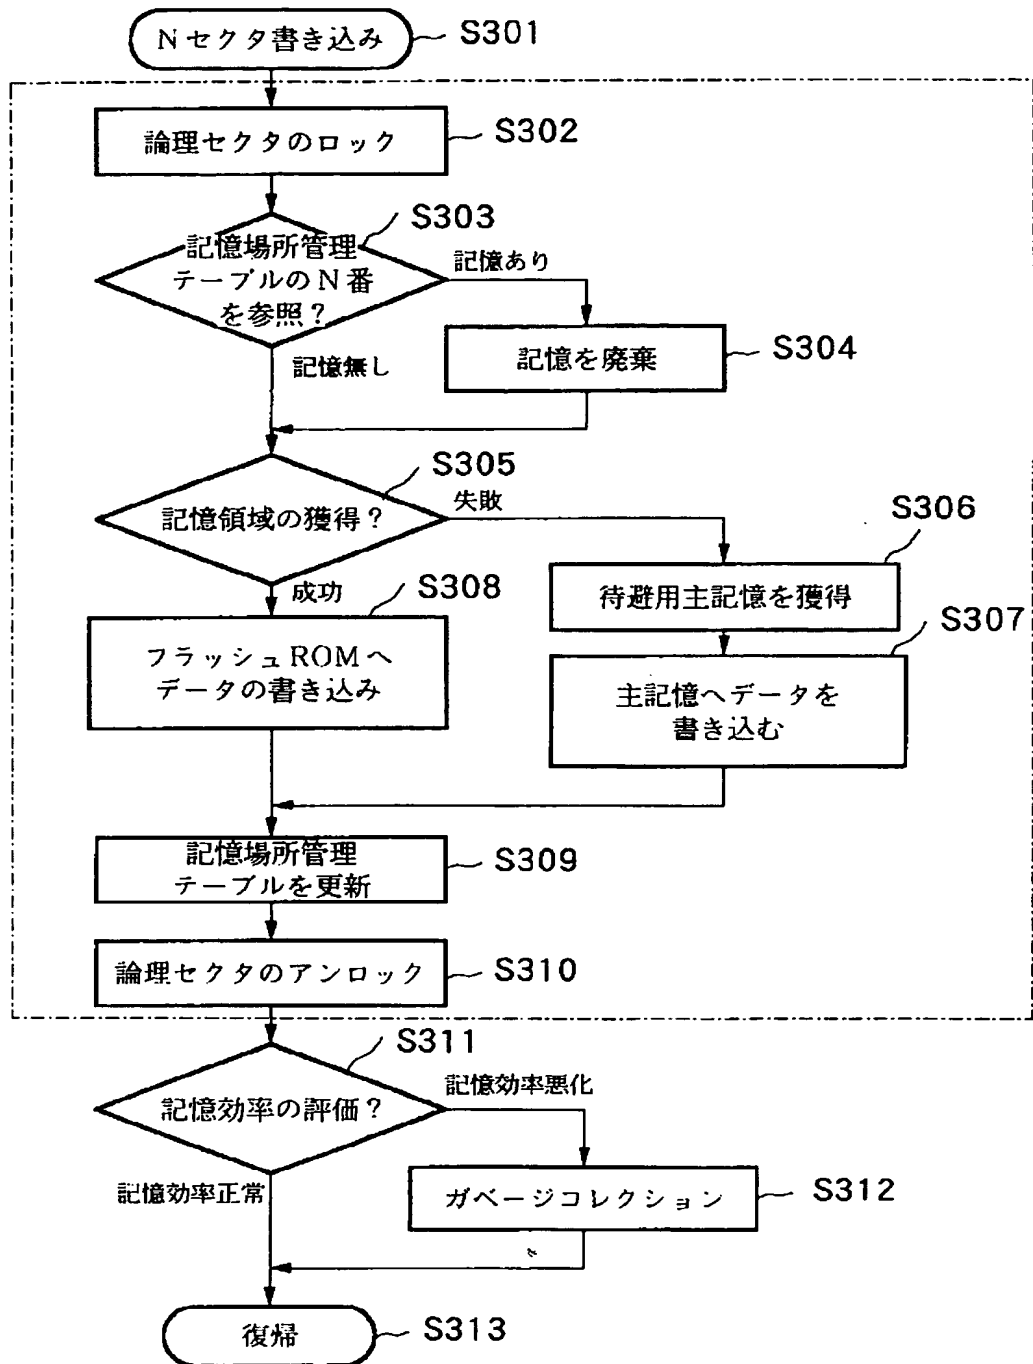 Nセクタ書き込み
S301
論理セクタのロック
S302
S303
記憶場所管理
テーブルのN番
を参照?
記憶あり
記憶無し
記憶を廃棄
S304
S305
記憶領域の獲得?
失敗
成功
S306
待避用主記憶を獲得
S308
フラッシュROMへ
データの書き込み
S307
主記憶へデータを
書き込む
記憶場所管理
テーブルを更新
S309
論理セクタのアンロック
S310
S311
記憶効率の評価?
記憶効率悪化
記憶効率正常
ガベージコレクション
S312
復帰
S313